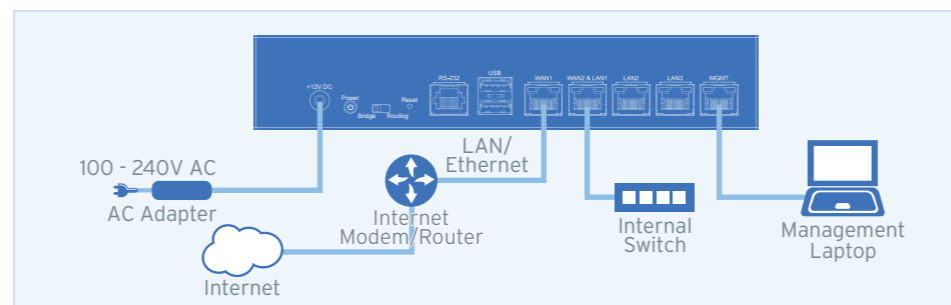 +12V DC
Power
Bridge
Routing
Reset
RS-232
USB
WAN1
WAN2 & LAN1
LAN2
LAN3
MGMT
100 - 240V AC
AC Adapter
LAN/
Ethernet
Internet
Modem/Router
Internet
Internal
Switch
Management
Laptop